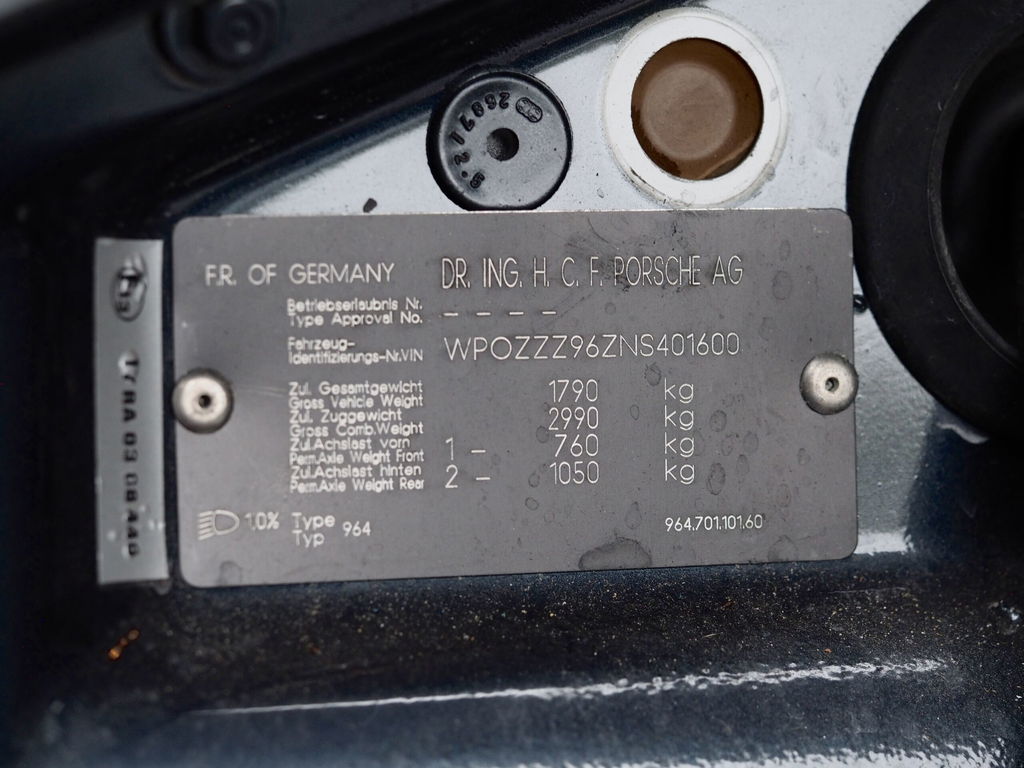 26871
5.
F.R. OF GERMANY DR. ING. H. C. F. PORSCHE AG
Betriebserlaubnis Nr.
Type Approval No. – – – –
Fahrzeug-
Identifizierungs-Nr.VIN WPOZZZ96ZNS401600
Zul. Gesamtgewicht 1790 kg
Gross Vehicle Weight
Zul. Zuggewicht 2990 kg
Gross Comb.Weight
Zul.Achslast vorn 1 – 760 kg
Perm.Axle Weight Front
Zul.Achslast hinten 2 – 1050 kg
Perm.Axle Weight Rear
1.0% Type 964 964.701.101.60
Typ